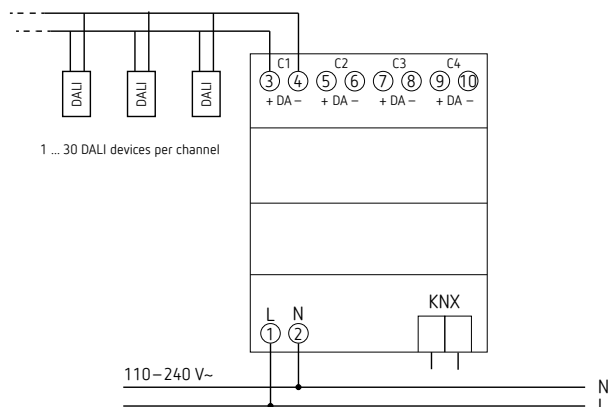 C1 C2 C3 C4
3 4 5 6 7 8 9 10
+ DA – + DA – + DA – + DA –
DALI DALI DALI
1 ... 30 DALI devices per channel
KNX
L N
1 2
110–240 V~
N
L